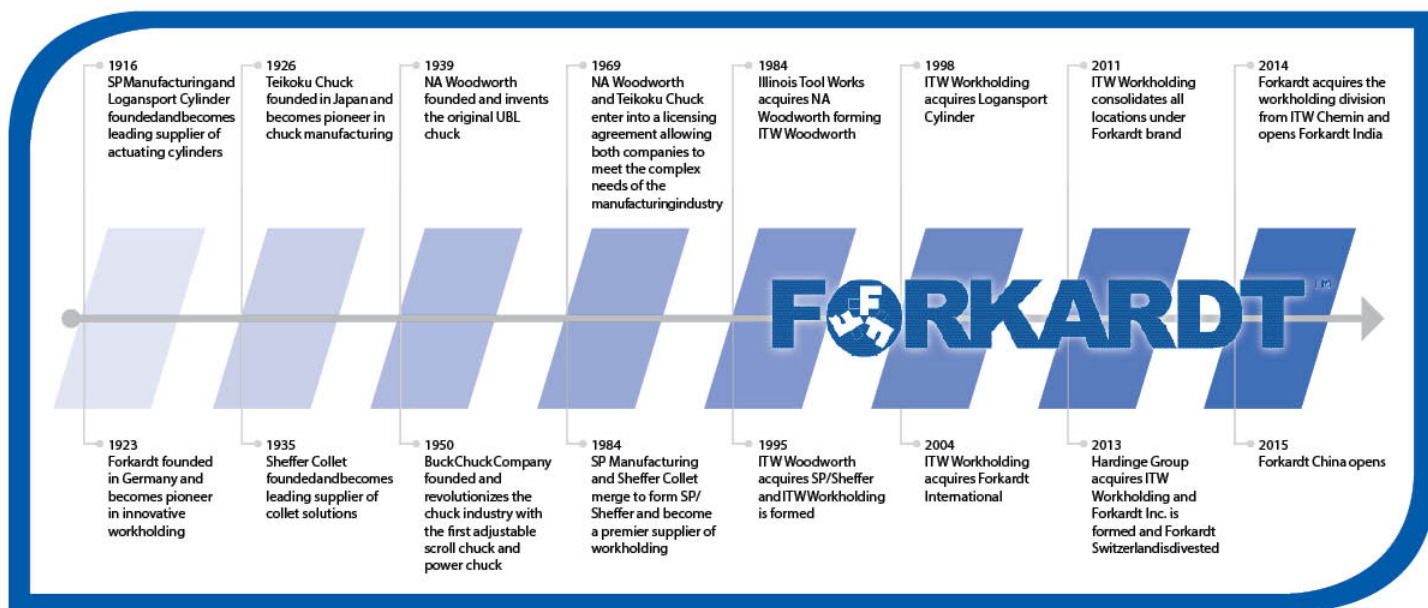 1916
SPManufacturingand
Logansport Cylinder
foundedandbecomes
leading supplier of
actuating cylinders
1926
Teikoku Chuck
founded in Japan and
becomes pioneer in
chuck manufacturing
1939
NA Woodworth
founded and invents
the original UBL
chuck
1969
NA Woodworth
and Teikoku Chuck
enter into a licensing
agreement allowing
both companies to
meet the complex
needs of the
manufacturingindustry
1984
Illinois Tool Works
acquires NA
Woodworth forming
ITW Woodworth
1998
ITW Workholding
acquires Logansport
Cylinder
2011
ITW Workholding
consolidates all
locations under
Forkardt brand
2014
Forkardt acquires the
workholding division
from ITW Chemin and
opens Forkardt India
FORKARDT™
1923
Forkardt founded
in Germany and
becomes pioneer
in innovative
workholding
1935
Sheffer Collet
foundedandbecomes
leading supplier of
collet solutions
1950
BuckChuckCompany
founded and
revolutionizes the
chuck industry with
the first adjustable
scroll chuck and
power chuck
1984
SP Manufacturing
and Sheffer Collet
merge to form SP/
Sheffer and become
a premier supplier of
workholding
1995
ITW Woodworth
acquires SP/Sheffer
and ITW Workholding
is formed
2004
ITW Workholding
acquires Forkardt
International
2013
Hardinge Group
acquires ITW
Workholding and
Forkardt Inc. is
formed and Forkardt
Switzerlandisdivested
2015
Forkardt China opens